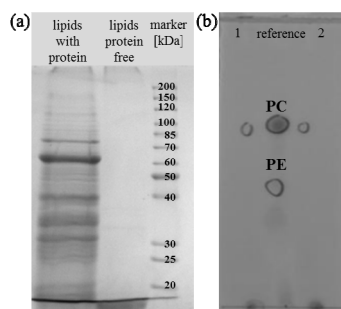 (a)
lipids with protein
lipids protein free
marker [kDa]
200
150
120
100
85
70
60
50
40
30
25
20
(b)
1 reference 2
PC
PE